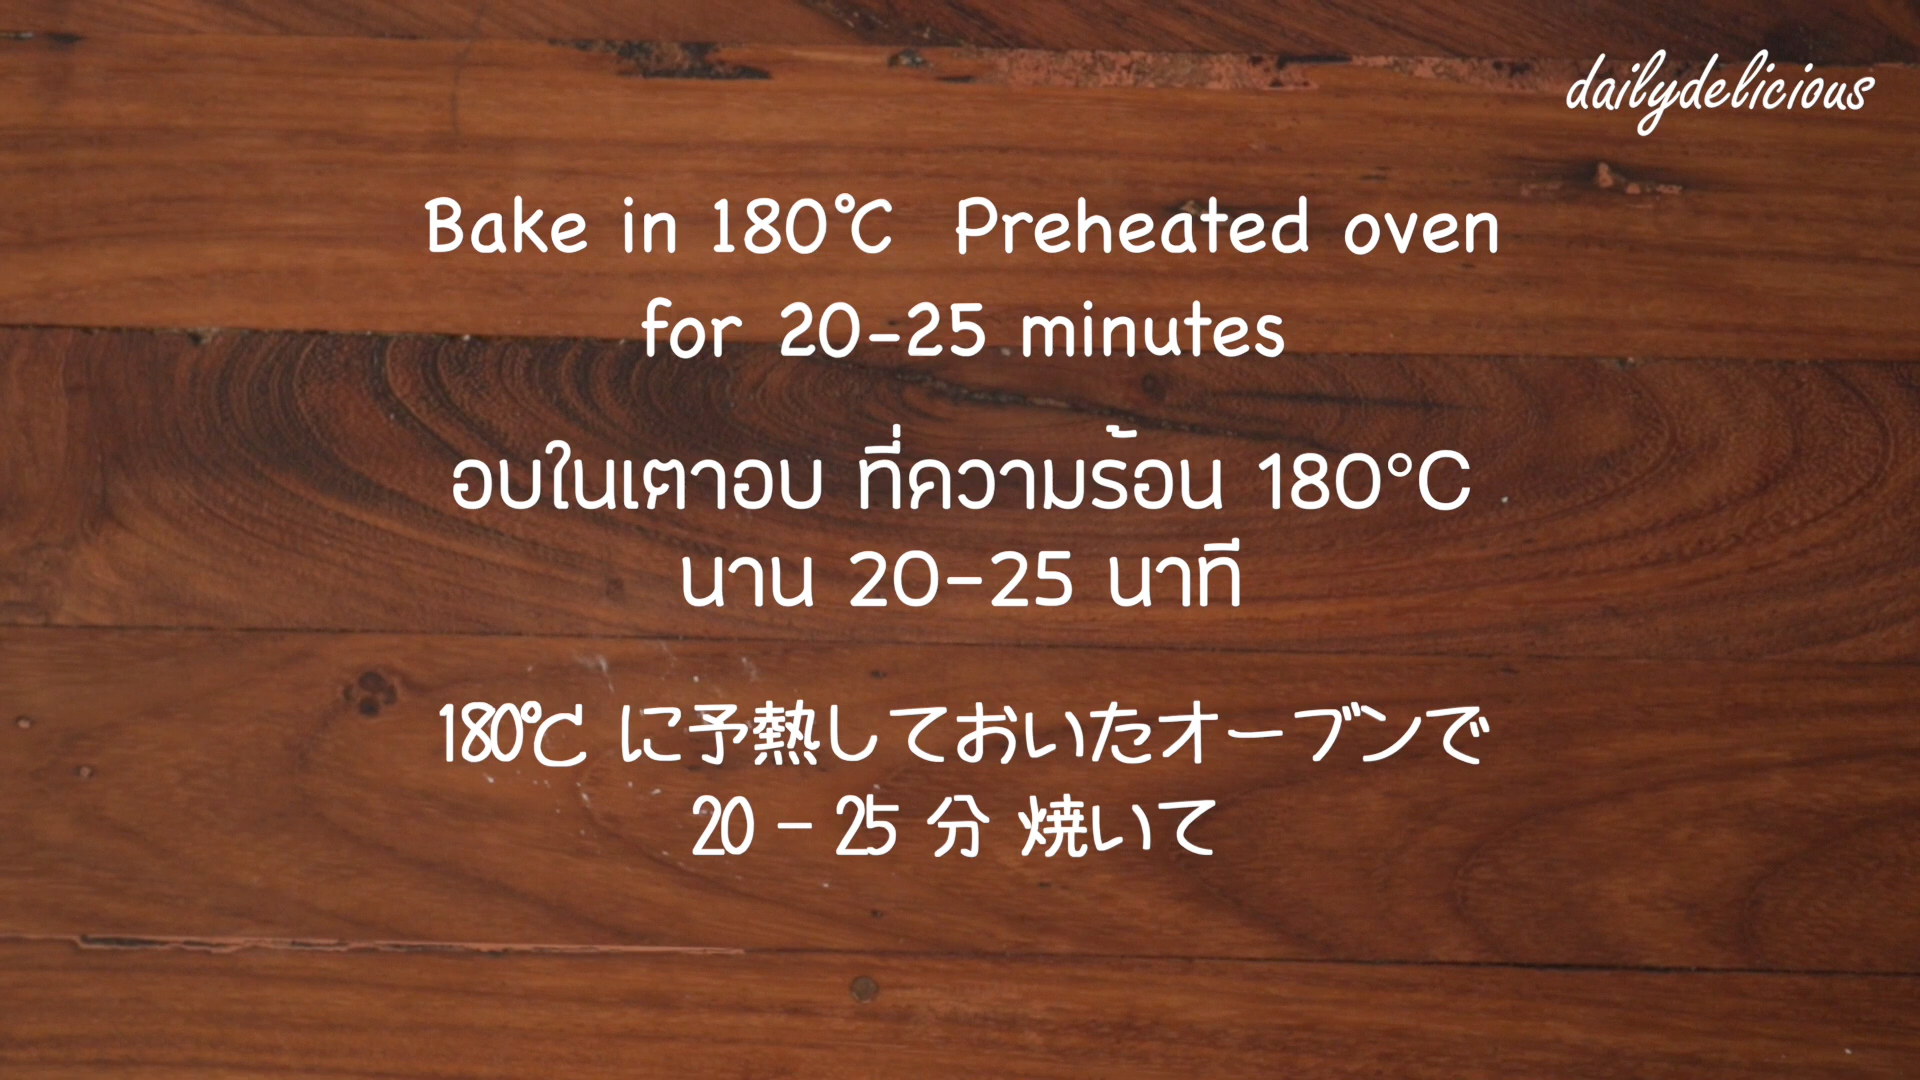 dailydelicious
Bake in 180℃ Preheated oven
for 20-25 minutes
อบในเตาอบ ที่ความร้อน 180°C
นาน 20-25 นาที
180℃ に予熱しておいたオーブンで
20 - 25 分 焼いて